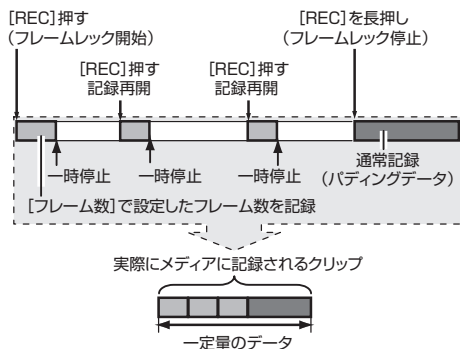 [REC]押す
(フレームレック開始)
[REC]を長押し
(フレームレック停止)
[REC]押す
記録再開
[REC]押す
記録再開
一時停止
一時停止
一時停止
通常記録
(パディングデータ)
[フレーム数]で設定したフレーム数を記録
実際にメディアに記録されるクリップ
一定量のデータ